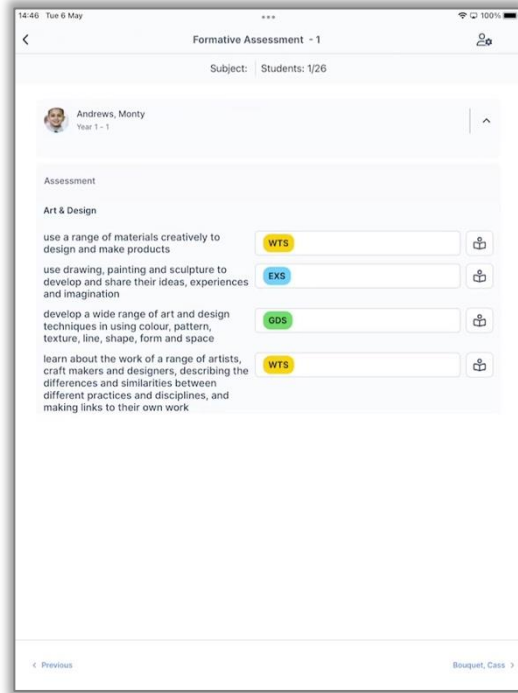 14:46 Tue 6 May
100%
Formative Assessment - 1
Subject: Students: 1/26
Andrews, Monty
Year 1 - 1
Assessment
Art & Design
use a range of materials creatively to
design and make products
WTS
use drawing, painting and sculpture to
develop and share their ideas, experiences
and imagination
EXS
develop a wide range of art and design
techniques in using colour, pattern,
texture, line, shape, form and space
GDS
learn about the work of a range of artists,
craft makers and designers, describing the
differences and similarities between
different practices and disciplines, and
making links to their own work
WTS
Previous
Bouquet, Cass